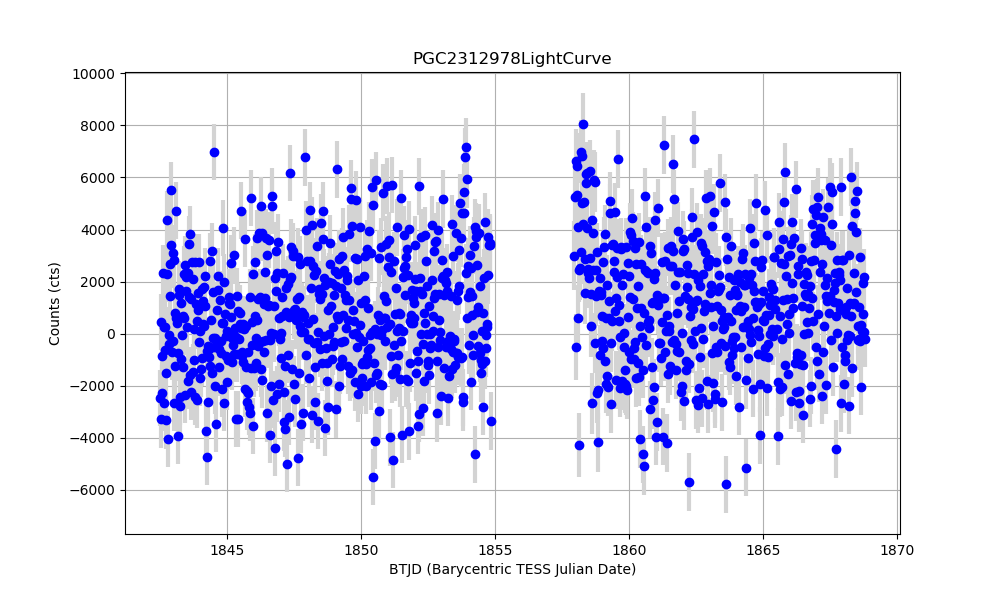 PGC2312978LightCurve
10000
8000
6000
4000
2000
0
−2000
−4000
−6000
Counts (cts)
1845 1850 1855 1860 1865 1870
BTJD (Barycentric TESS Julian Date)